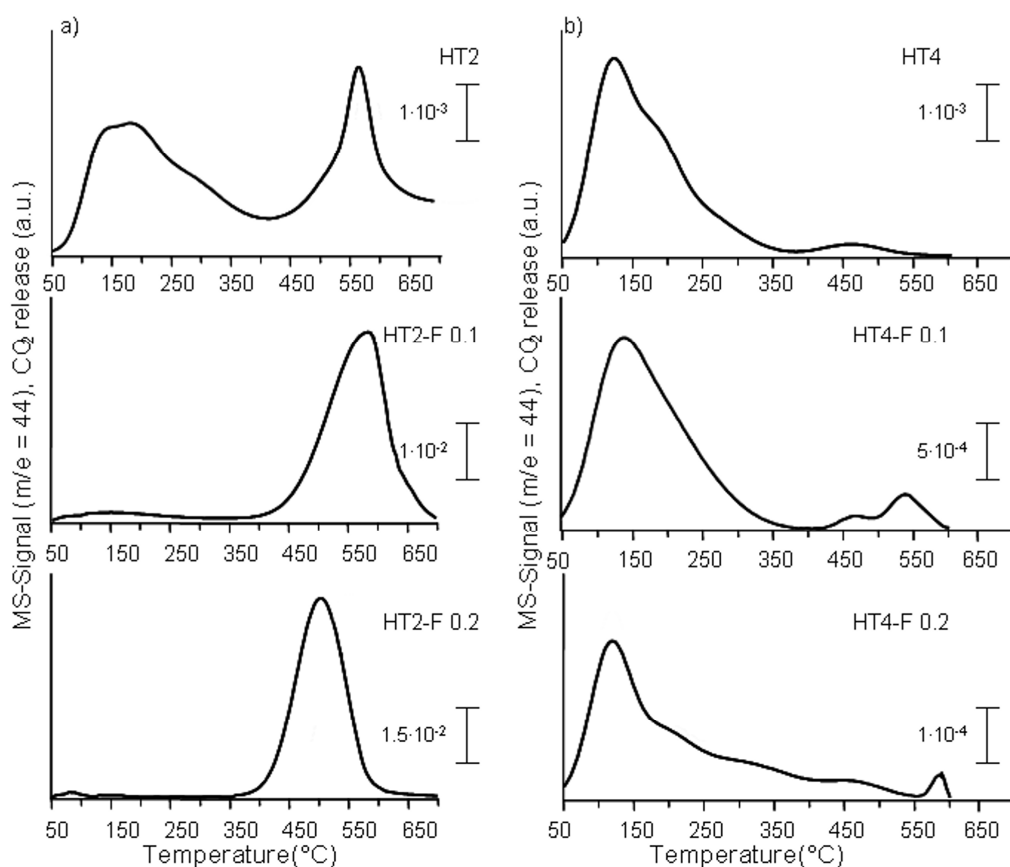 a)
HT2
1·10⁻³
50 150 250 350 450 550 650
HT2-F 0.1
1·10⁻²
50 150 250 350 450 550 650
HT2-F 0.2
1.5·10⁻²
50 150 250 350 450 550 650
Temperature(°C)
MS-Signal (m/e = 44), CO₂ release (a.u.)
b)
HT4
1·10⁻³
50 150 250 350 450 550 650
HT4-F 0.1
5·10⁻⁴
50 150 250 350 450 550 650
HT4-F 0.2
1·10⁻⁴
50 150 250 350 450 550 650
Temperature(°C)
MS-Signal (m/e = 44), CO₂ release (a.u.)